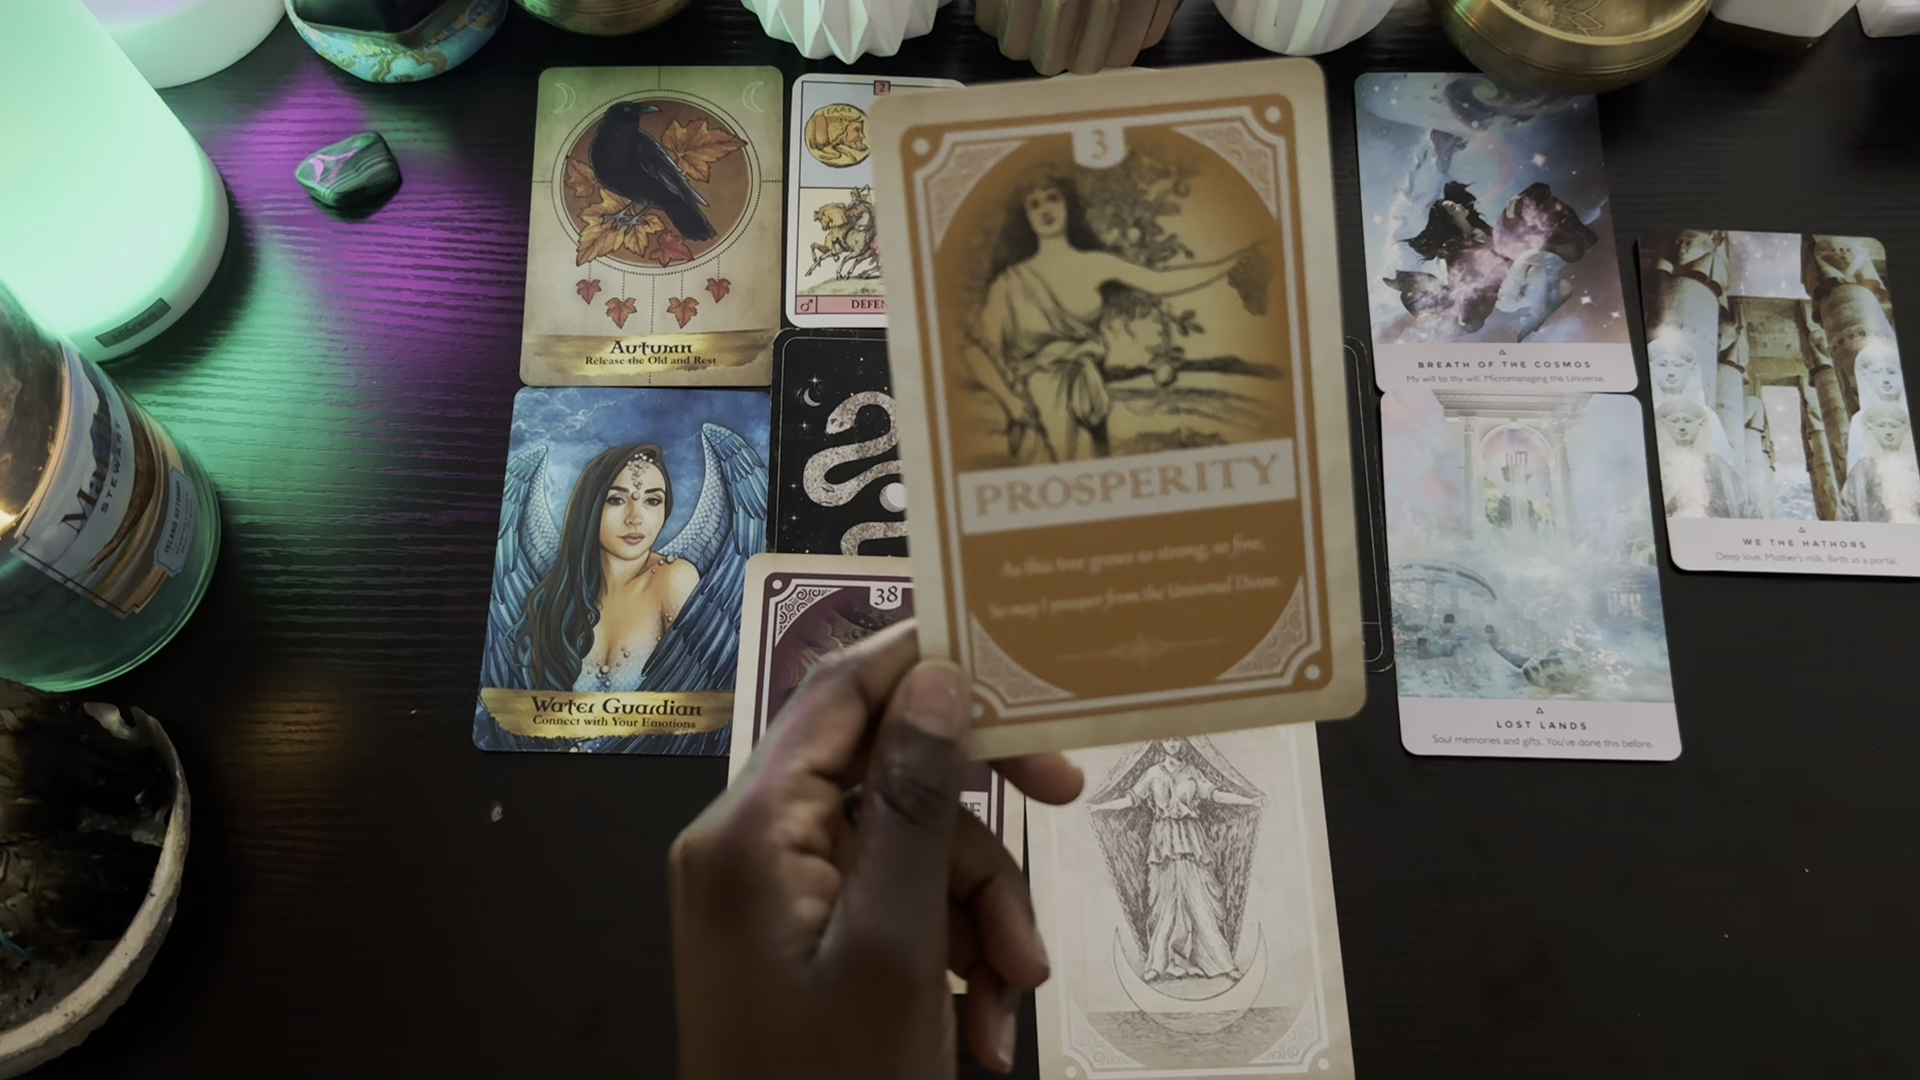 Autumn
Release the Old and Rest
2
CAESAR
♂ DEFEN
3
PROSPERITY
As this tree grows so strong, so fine,
So may I prosper from the Universal Divine.
BREATH OF THE COSMOS
My will to thy will. Micromanaging the Universe.
WE THE HATHORS
Deep love. Mother's milk. Birth as a portal.
Water Guardian
Connect with Your Emotions
38
LOST LANDS
Soul memories and gifts. You've done this before.
STEWART